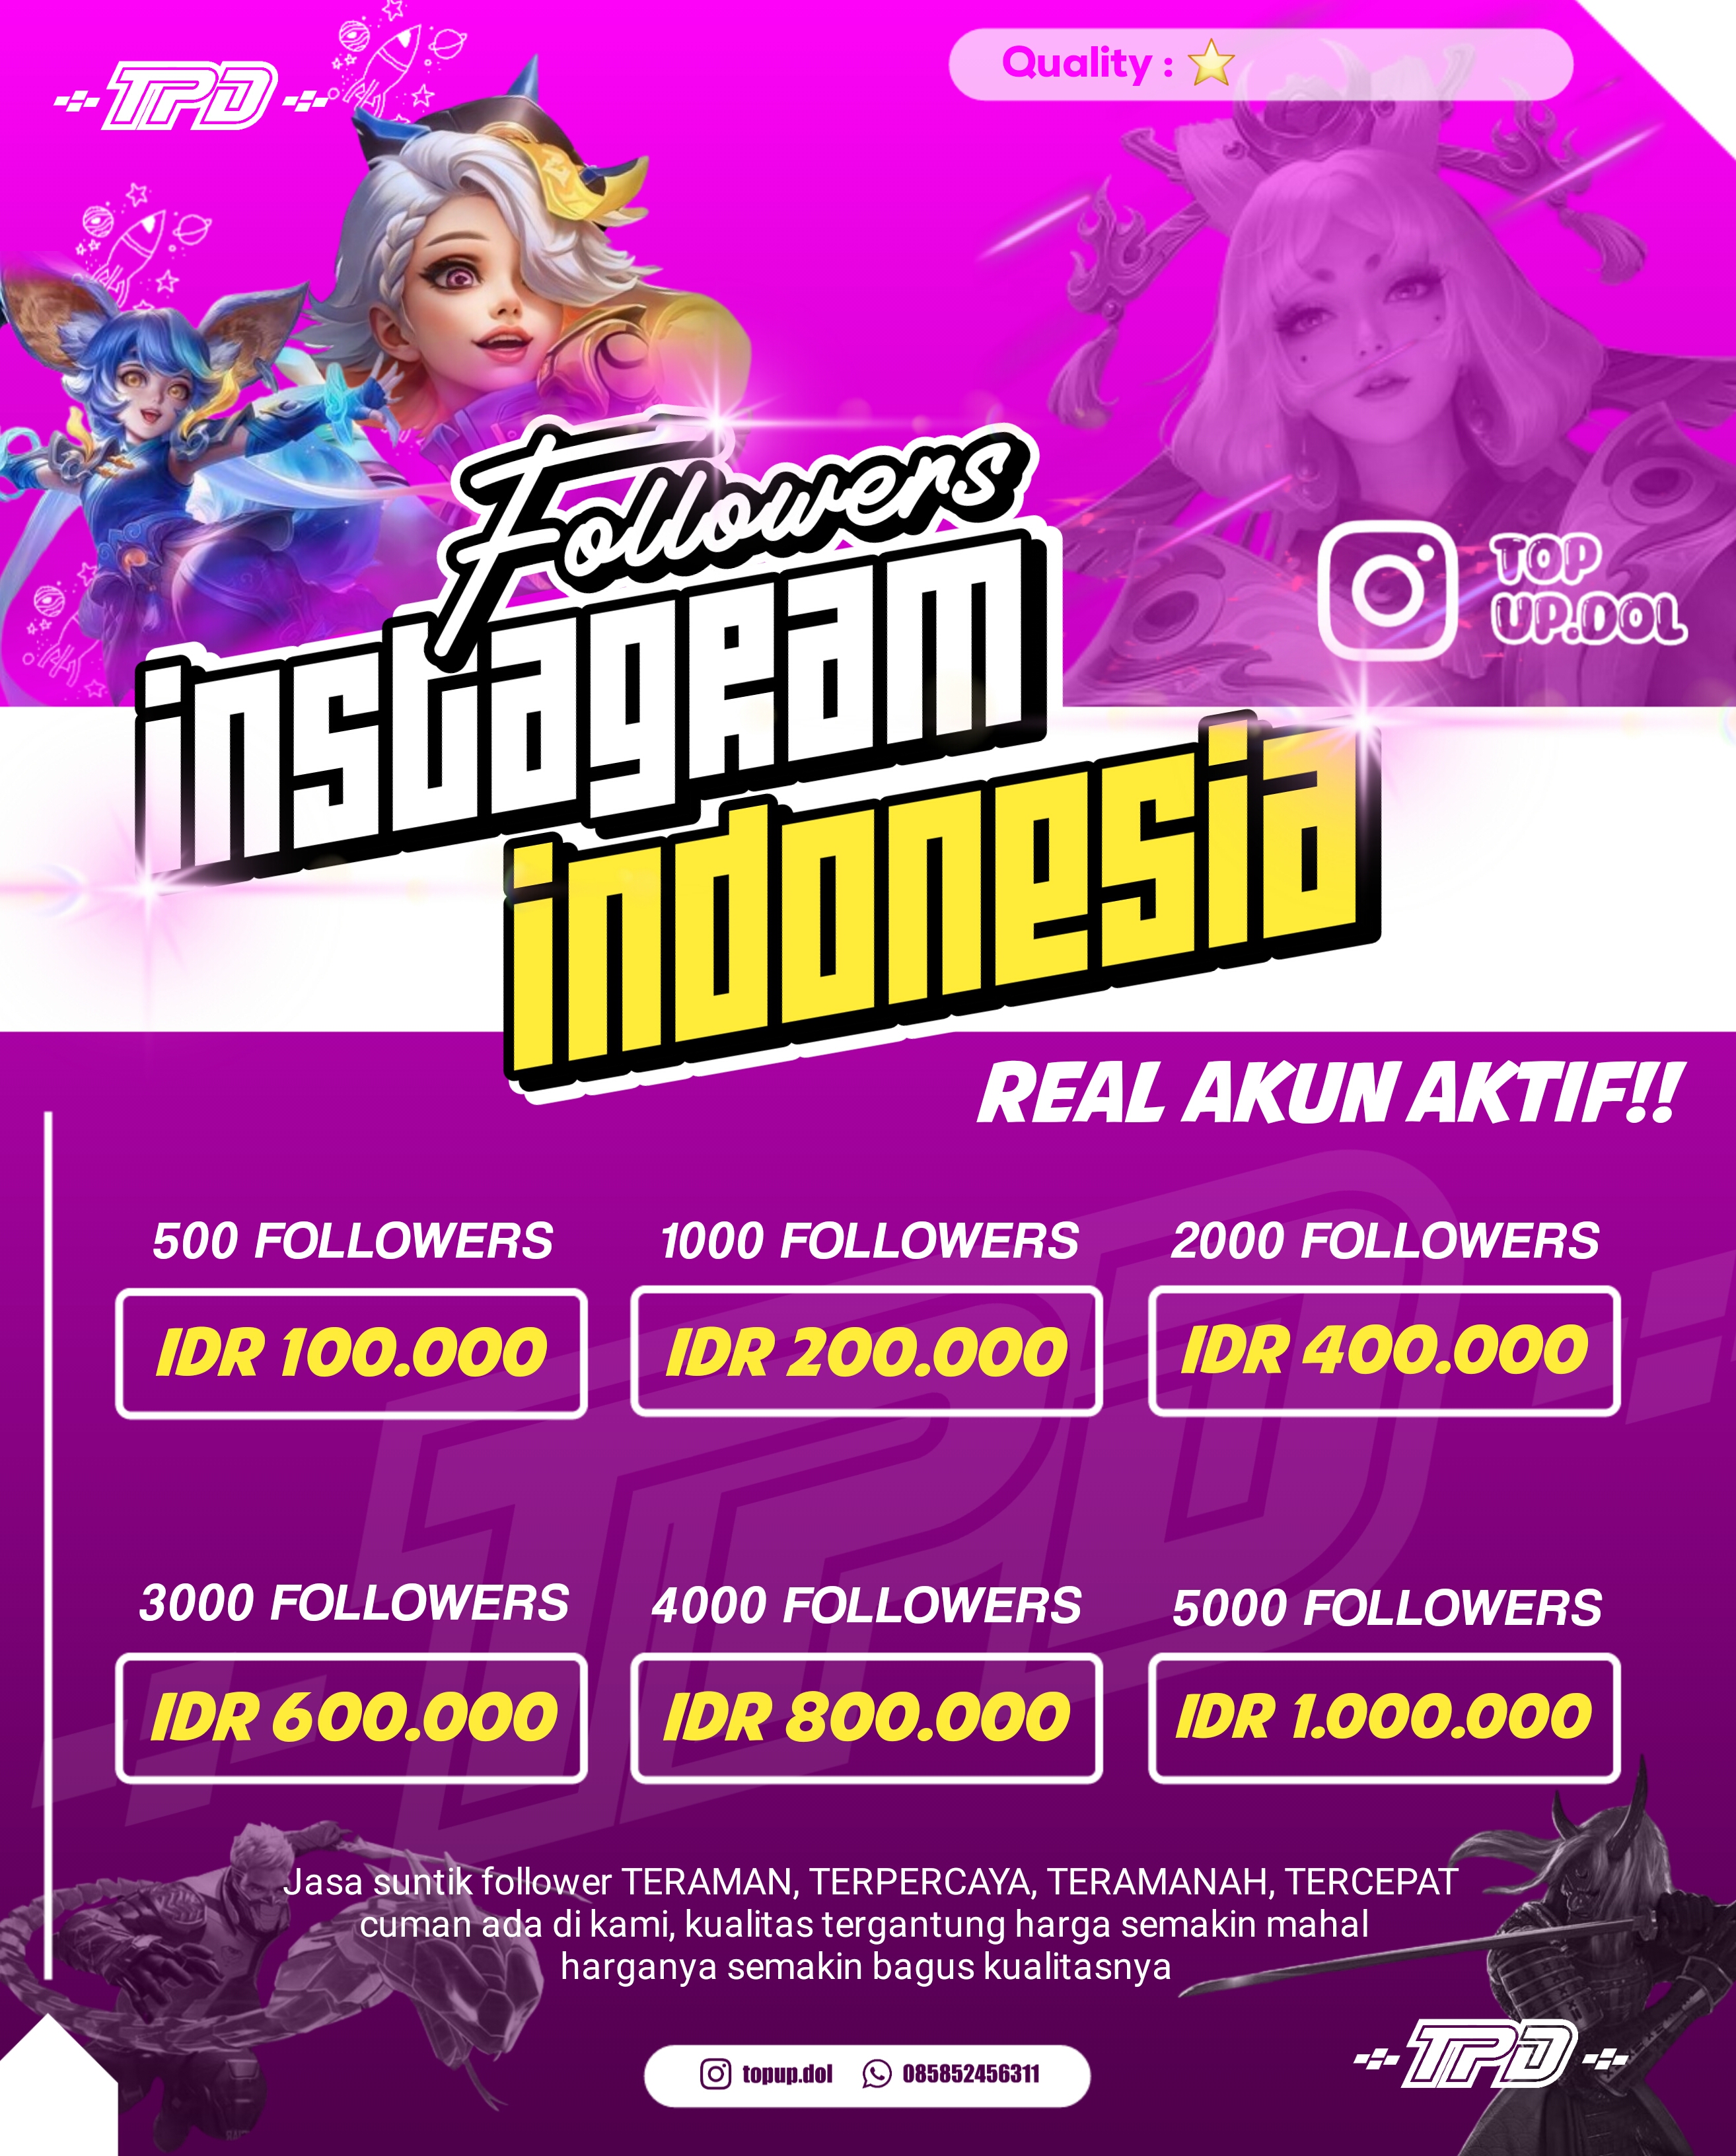 TPD
Quality : ⭐
Followers
instagram
indonesia
TOP
UP.DOL
REAL AKUN AKTIF!!
500 FOLLOWERS
IDR 100.000
1000 FOLLOWERS
IDR 200.000
2000 FOLLOWERS
IDR 400.000
3000 FOLLOWERS
IDR 600.000
4000 FOLLOWERS
IDR 800.000
5000 FOLLOWERS
IDR 1.000.000
TPD
Jasa suntik follower TERAMAN, TERPERCAYA, TERAMANAH, TERCEPAT
cuman ada di kami, kualitas tergantung harga semakin mahal
harganya semakin bagus kualitasnya
topup.dol 085852456311
TPD